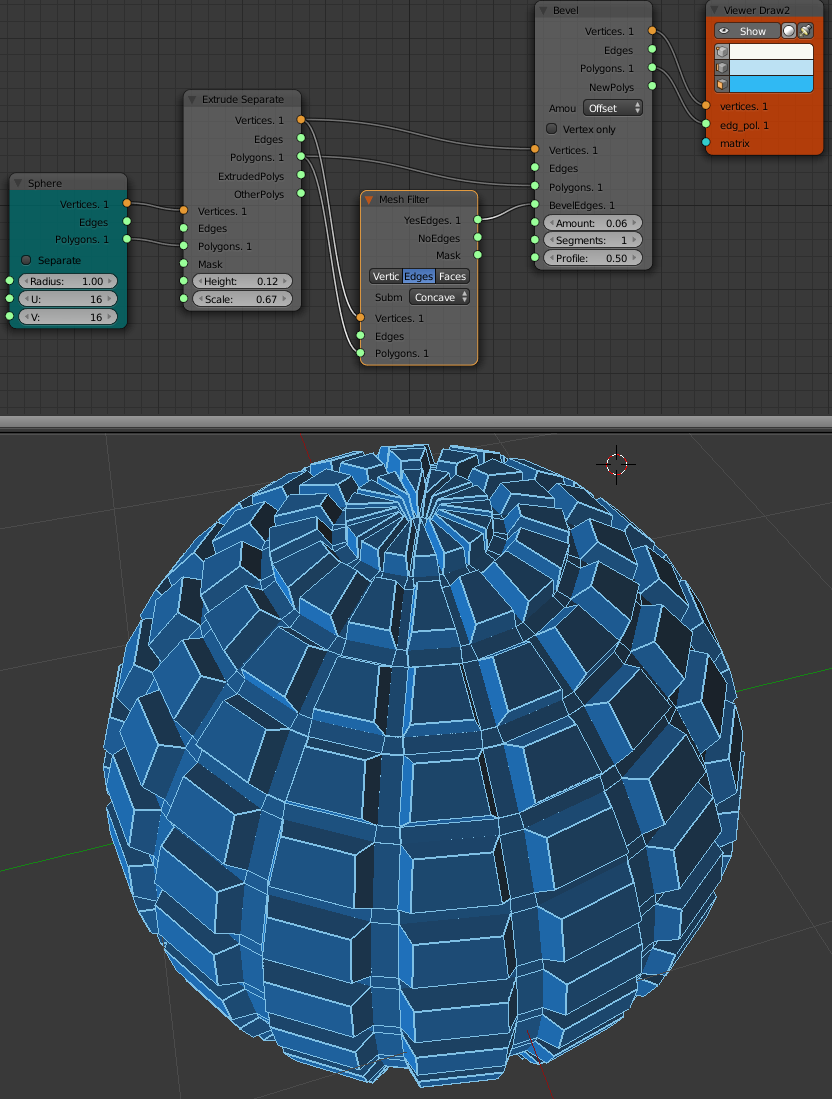 Sphere
Vertices. 1
Edges
Polygons. 1
Separate
Radius: 1.00
U: 16
V: 16
Extrude Separate
Vertices. 1
Edges
Polygons. 1
ExtrudedPolys
OtherPolys
Vertices. 1
Edges
Polygons. 1
Mask
Height: 0.12
Scale: 0.67
Mesh Filter
YesEdges. 1
NoEdges
Mask
Vertic Edges Faces
Subm Concave
Vertices. 1
Edges
Polygons. 1
Bevel
Vertices. 1
Edges
Polygons. 1
NewPolys
Amou Offset
Vertex only
Vertices. 1
Edges
Polygons. 1
BevelEdges. 1
Amount: 0.06
Segments: 1
Profile: 0.50
Viewer Draw2
Show
vertices. 1
edg_pol. 1
matrix